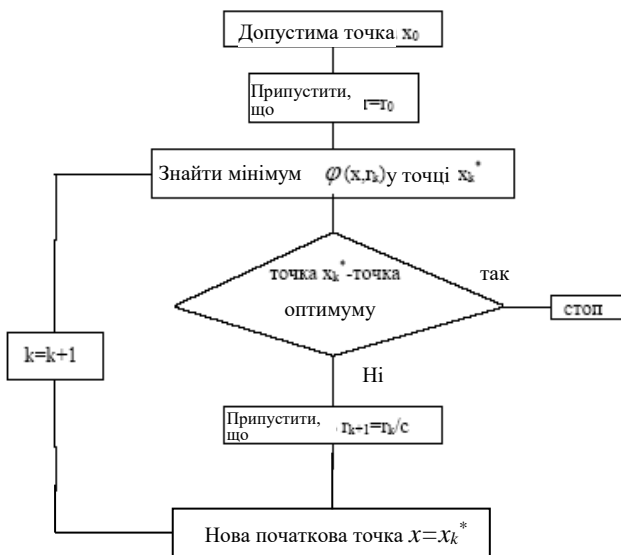 Допустима точка x₀
Припустити,
що r=r₀
Знайти мінімум φ(x,rₖ) у точці xₖ*
точка xₖ*-точка
оптимуму
так
стоп
k=k+1
Ні
Припустити,
що rₖ₊₁=rₖ/c
Нова початкова точка x=xₖ*